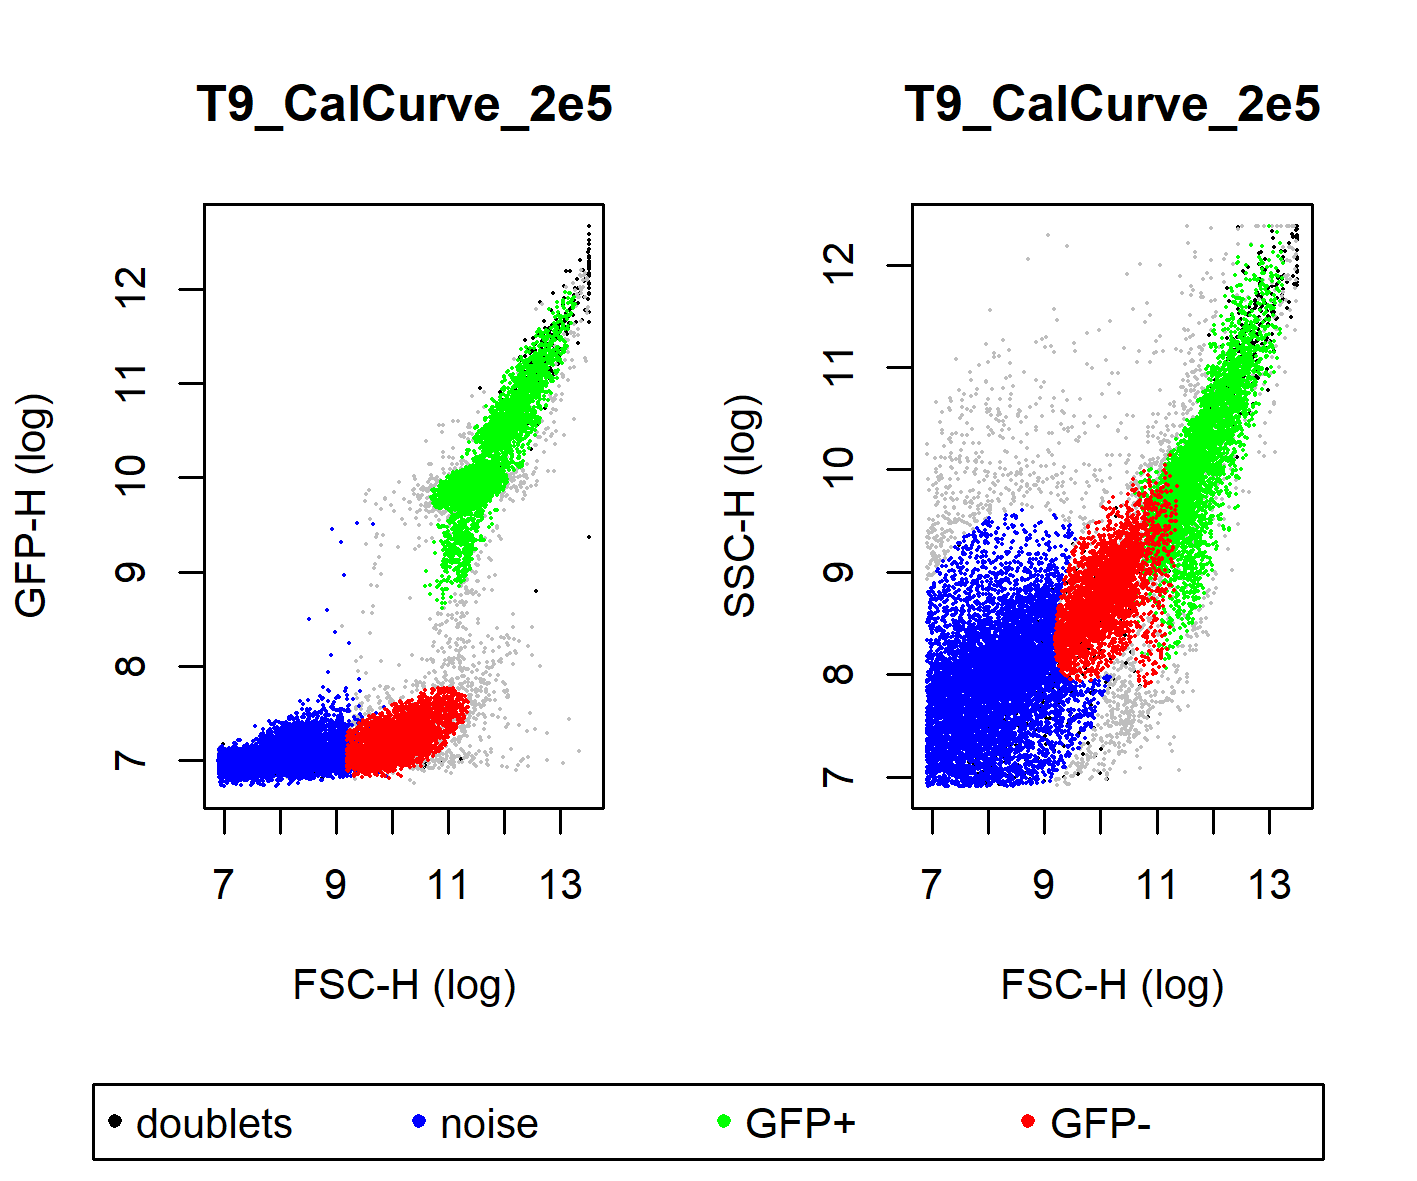 T9_CalCurve_2e5
GFP-H (log)
12
11
10
9
8
7
7 9 11 13
FSC-H (log)
T9_CalCurve_2e5
SSC-H (log)
12
11
10
9
8
7
7 9 11 13
FSC-H (log)
doublets noise GFP+ GFP-